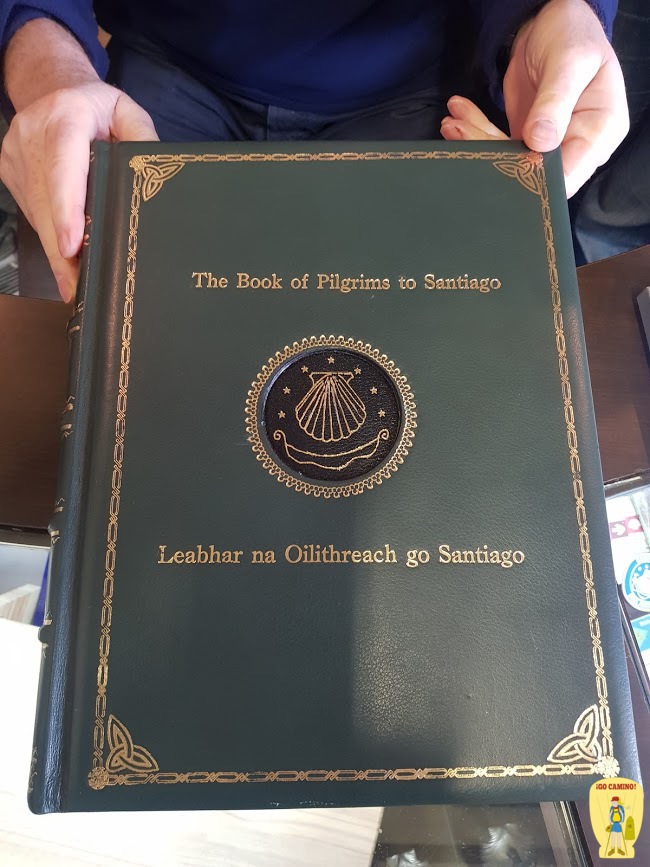 The Book of Pilgrims to Santiago
Leabhar na Oilithreach go Santiago
¡GO CAMINO!